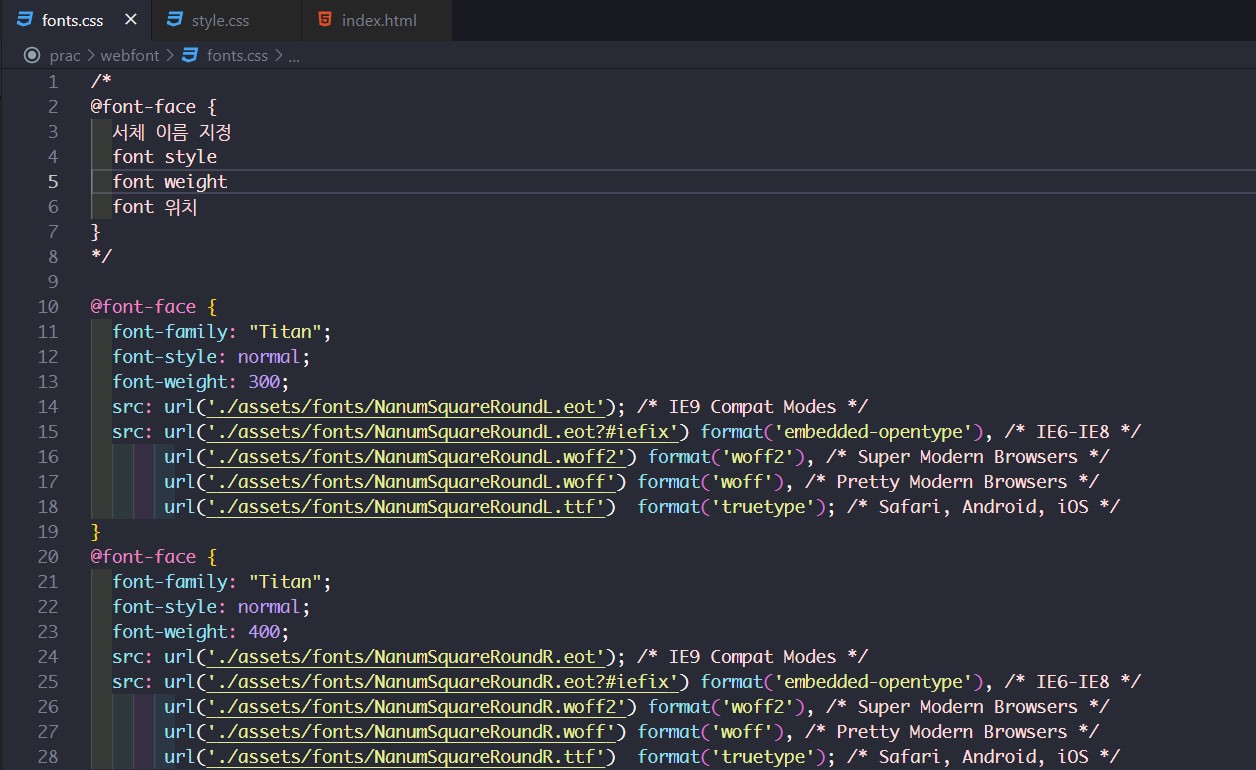 fonts.css
style.css
index.html
prac > webfont > fonts.css > ...
1 /*
2 @font-face {
3 서체 이름 지정
4 font style
5 font weight
6 font 위치
7 }
8 */
9
10 @font-face {
11 font-family: "Titan";
12 font-style: normal;
13 font-weight: 300;
14 src: url('./assets/fonts/NanumSquareRoundL.eot'); /* IE9 Compat Modes */
15 src: url('./assets/fonts/NanumSquareRoundL.eot?#iefix') format('embedded-opentype'), /* IE6-IE8 */
16 url('./assets/fonts/NanumSquareRoundL.woff2') format('woff2'), /* Super Modern Browsers */
17 url('./assets/fonts/NanumSquareRoundL.woff') format('woff'), /* Pretty Modern Browsers */
18 url('./assets/fonts/NanumSquareRoundL.ttf')  format('truetype'); /* Safari, Android, iOS */
19 }
20 @font-face {
21 font-family: "Titan";
22 font-style: normal;
23 font-weight: 400;
24 src: url('./assets/fonts/NanumSquareRoundR.eot'); /* IE9 Compat Modes */
25 src: url('./assets/fonts/NanumSquareRoundR.eot?#iefix') format('embedded-opentype'), /* IE6-IE8 */
26 url('./assets/fonts/NanumSquareRoundR.woff2') format('woff2'), /* Super Modern Browsers */
27 url('./assets/fonts/NanumSquareRoundR.woff') format('woff'), /* Pretty Modern Browsers */
28 url('./assets/fonts/NanumSquareRoundR.ttf')  format('truetype'); /* Safari, Android, iOS */